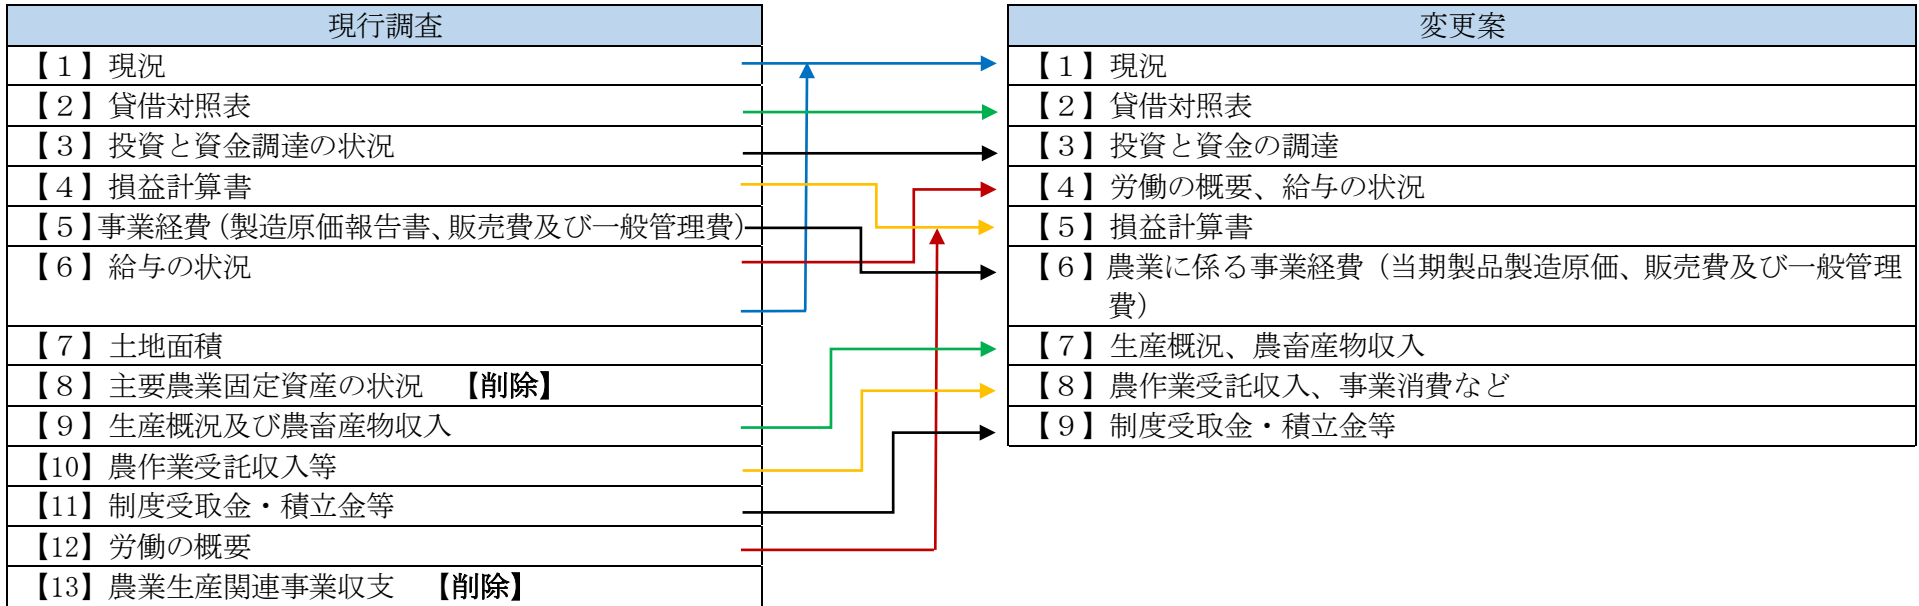 現行調査
【１】現況
【２】貸借対照表
【３】投資と資金調達の状況
【４】損益計算書
【５】事業経費（製造原価報告書、販売費及び一般管理費）
【６】給与の状況
【７】土地面積
【８】主要農業固定資産の状況　【削除】
【９】生産概況及び農畜産物収入
【10】農作業受託収入等
【11】制度受取金・積立金等
【12】労働の概要
【13】農業生産関連事業収支　【削除】
変更案
【１】現況
【２】貸借対照表
【３】投資と資金の調達
【４】労働の概要、給与の状況
【５】損益計算書
【６】農業に係る事業経費（当期製品製造原価、販売費及び一般管理
費）
【７】生産概況、農畜産物収入
【８】農作業受託収入、事業消費など
【９】制度受取金・積立金等